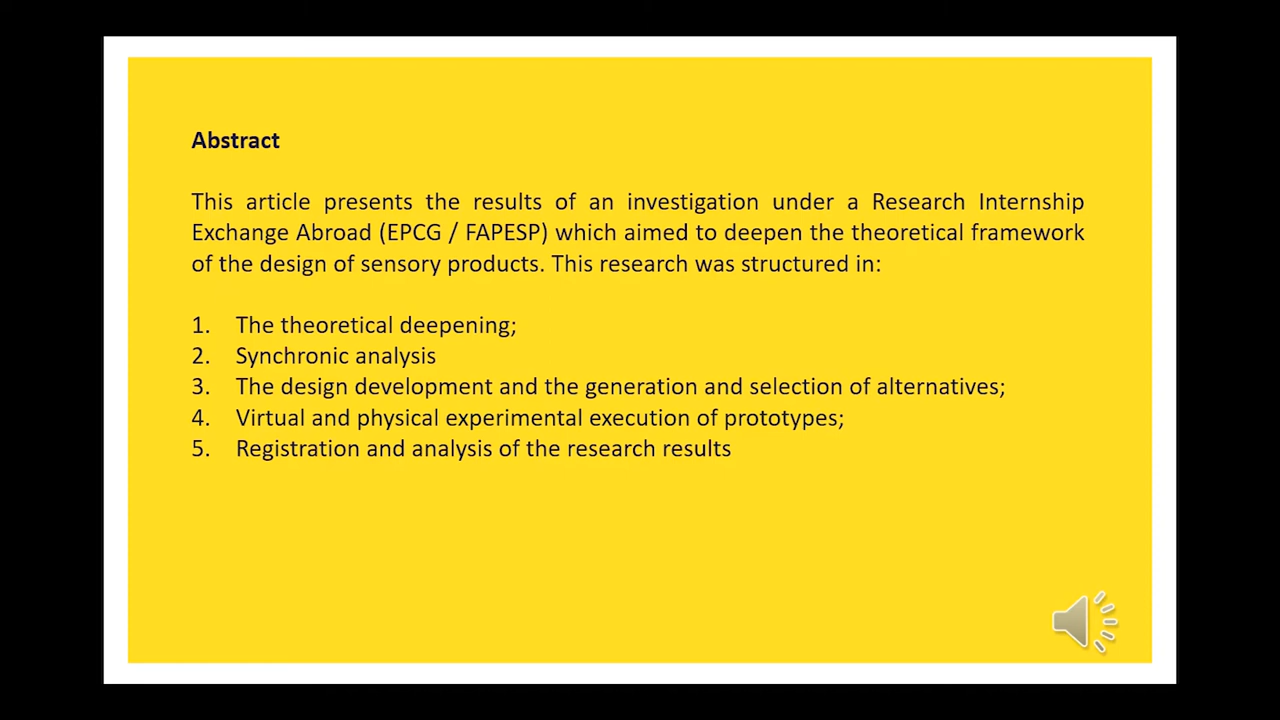 Abstract
This article presents the results of an investigation under a Research Internship
Exchange Abroad (EPCG / FAPESP) which aimed to deepen the theoretical framework
of the design of sensory products. This research was structured in:
1. The theoretical deepening;
2. Synchronic analysis
3. The design development and the generation and selection of alternatives;
4. Virtual and physical experimental execution of prototypes;
5. Registration and analysis of the research results